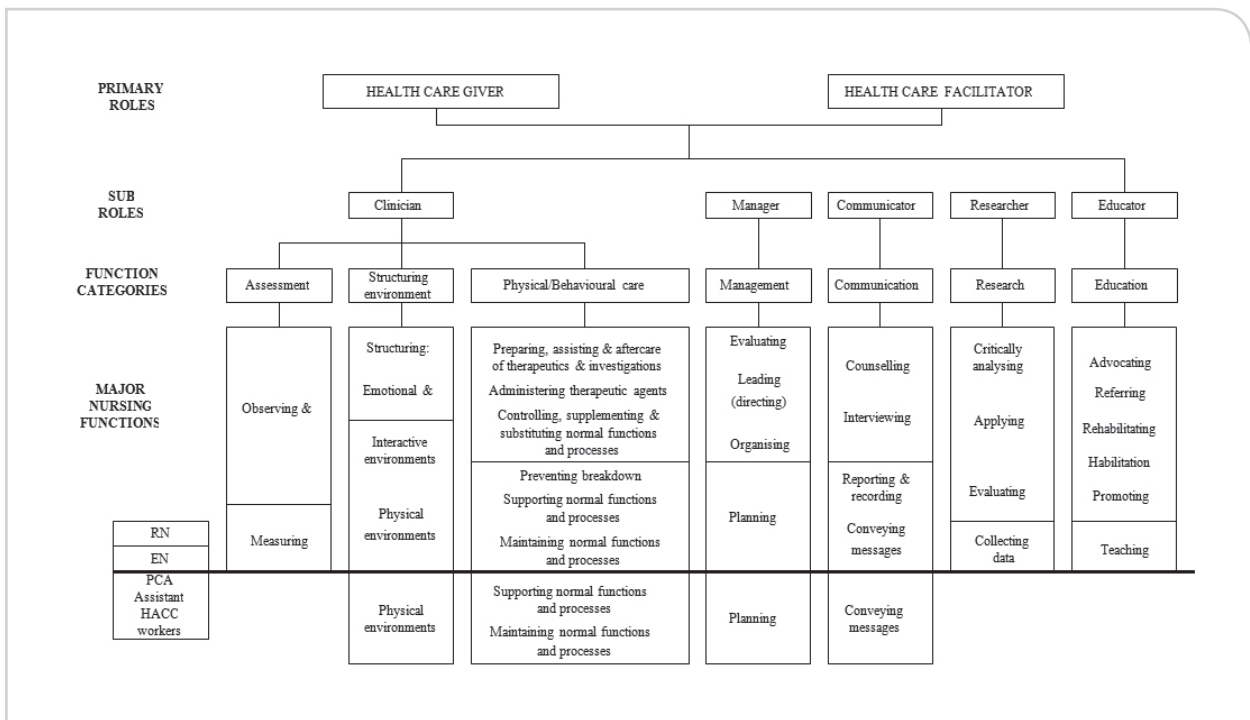 PRIMARY
ROLES
HEALTH CARE GIVER
HEALTH CARE FACILITATOR
SUB
ROLES
Clinician
Manager
Communicator
Researcher
Educator
FUNCTION
CATEGORIES
Assessment
Structuring
environment
Physical/Behavioural care
Management
Communication
Research
Education
MAJOR
NURSING
FUNCTIONS
Observing &
Measuring
Structuring:
Emotional &
Interactive
environments
Physical
environments
Preparing, assisting & aftercare
of therapeutics & investigations
Administering therapeutic agents
Controlling, supplementing &
substituting normal functions
and processes
Preventing breakdown
Supporting normal functions
and processes
Maintaining normal functions
and processes
Evaluating
Leading
(directing)
Organising
Planning
Counselling
Interviewing
Reporting &
recording
Conveying
messages
Critically
analysing
Applying
Evaluating
Collecting
data
Advocating
Referring
Rehabilitating
Habilitation
Promoting
Teaching
RN
EN
PCA
Assistant
HACC
workers
Physical
environments
Supporting normal functions
and processes
Maintaining normal functions
and processes
Planning
Conveying
messages